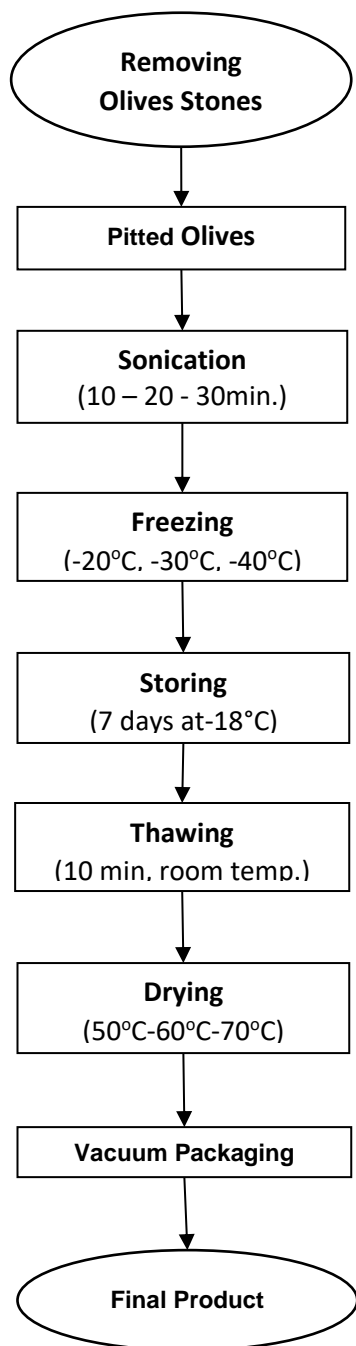 Removing
Olives Stones
Pitted Olives
Sonication
(10 – 20 - 30min.)
Freezing
(-20°C, -30°C, -40°C)
Storing
(7 days at-18°C)
Thawing
(10 min, room temp.)
Drying
(50°C-60°C-70°C)
Vacuum Packaging
Final Product